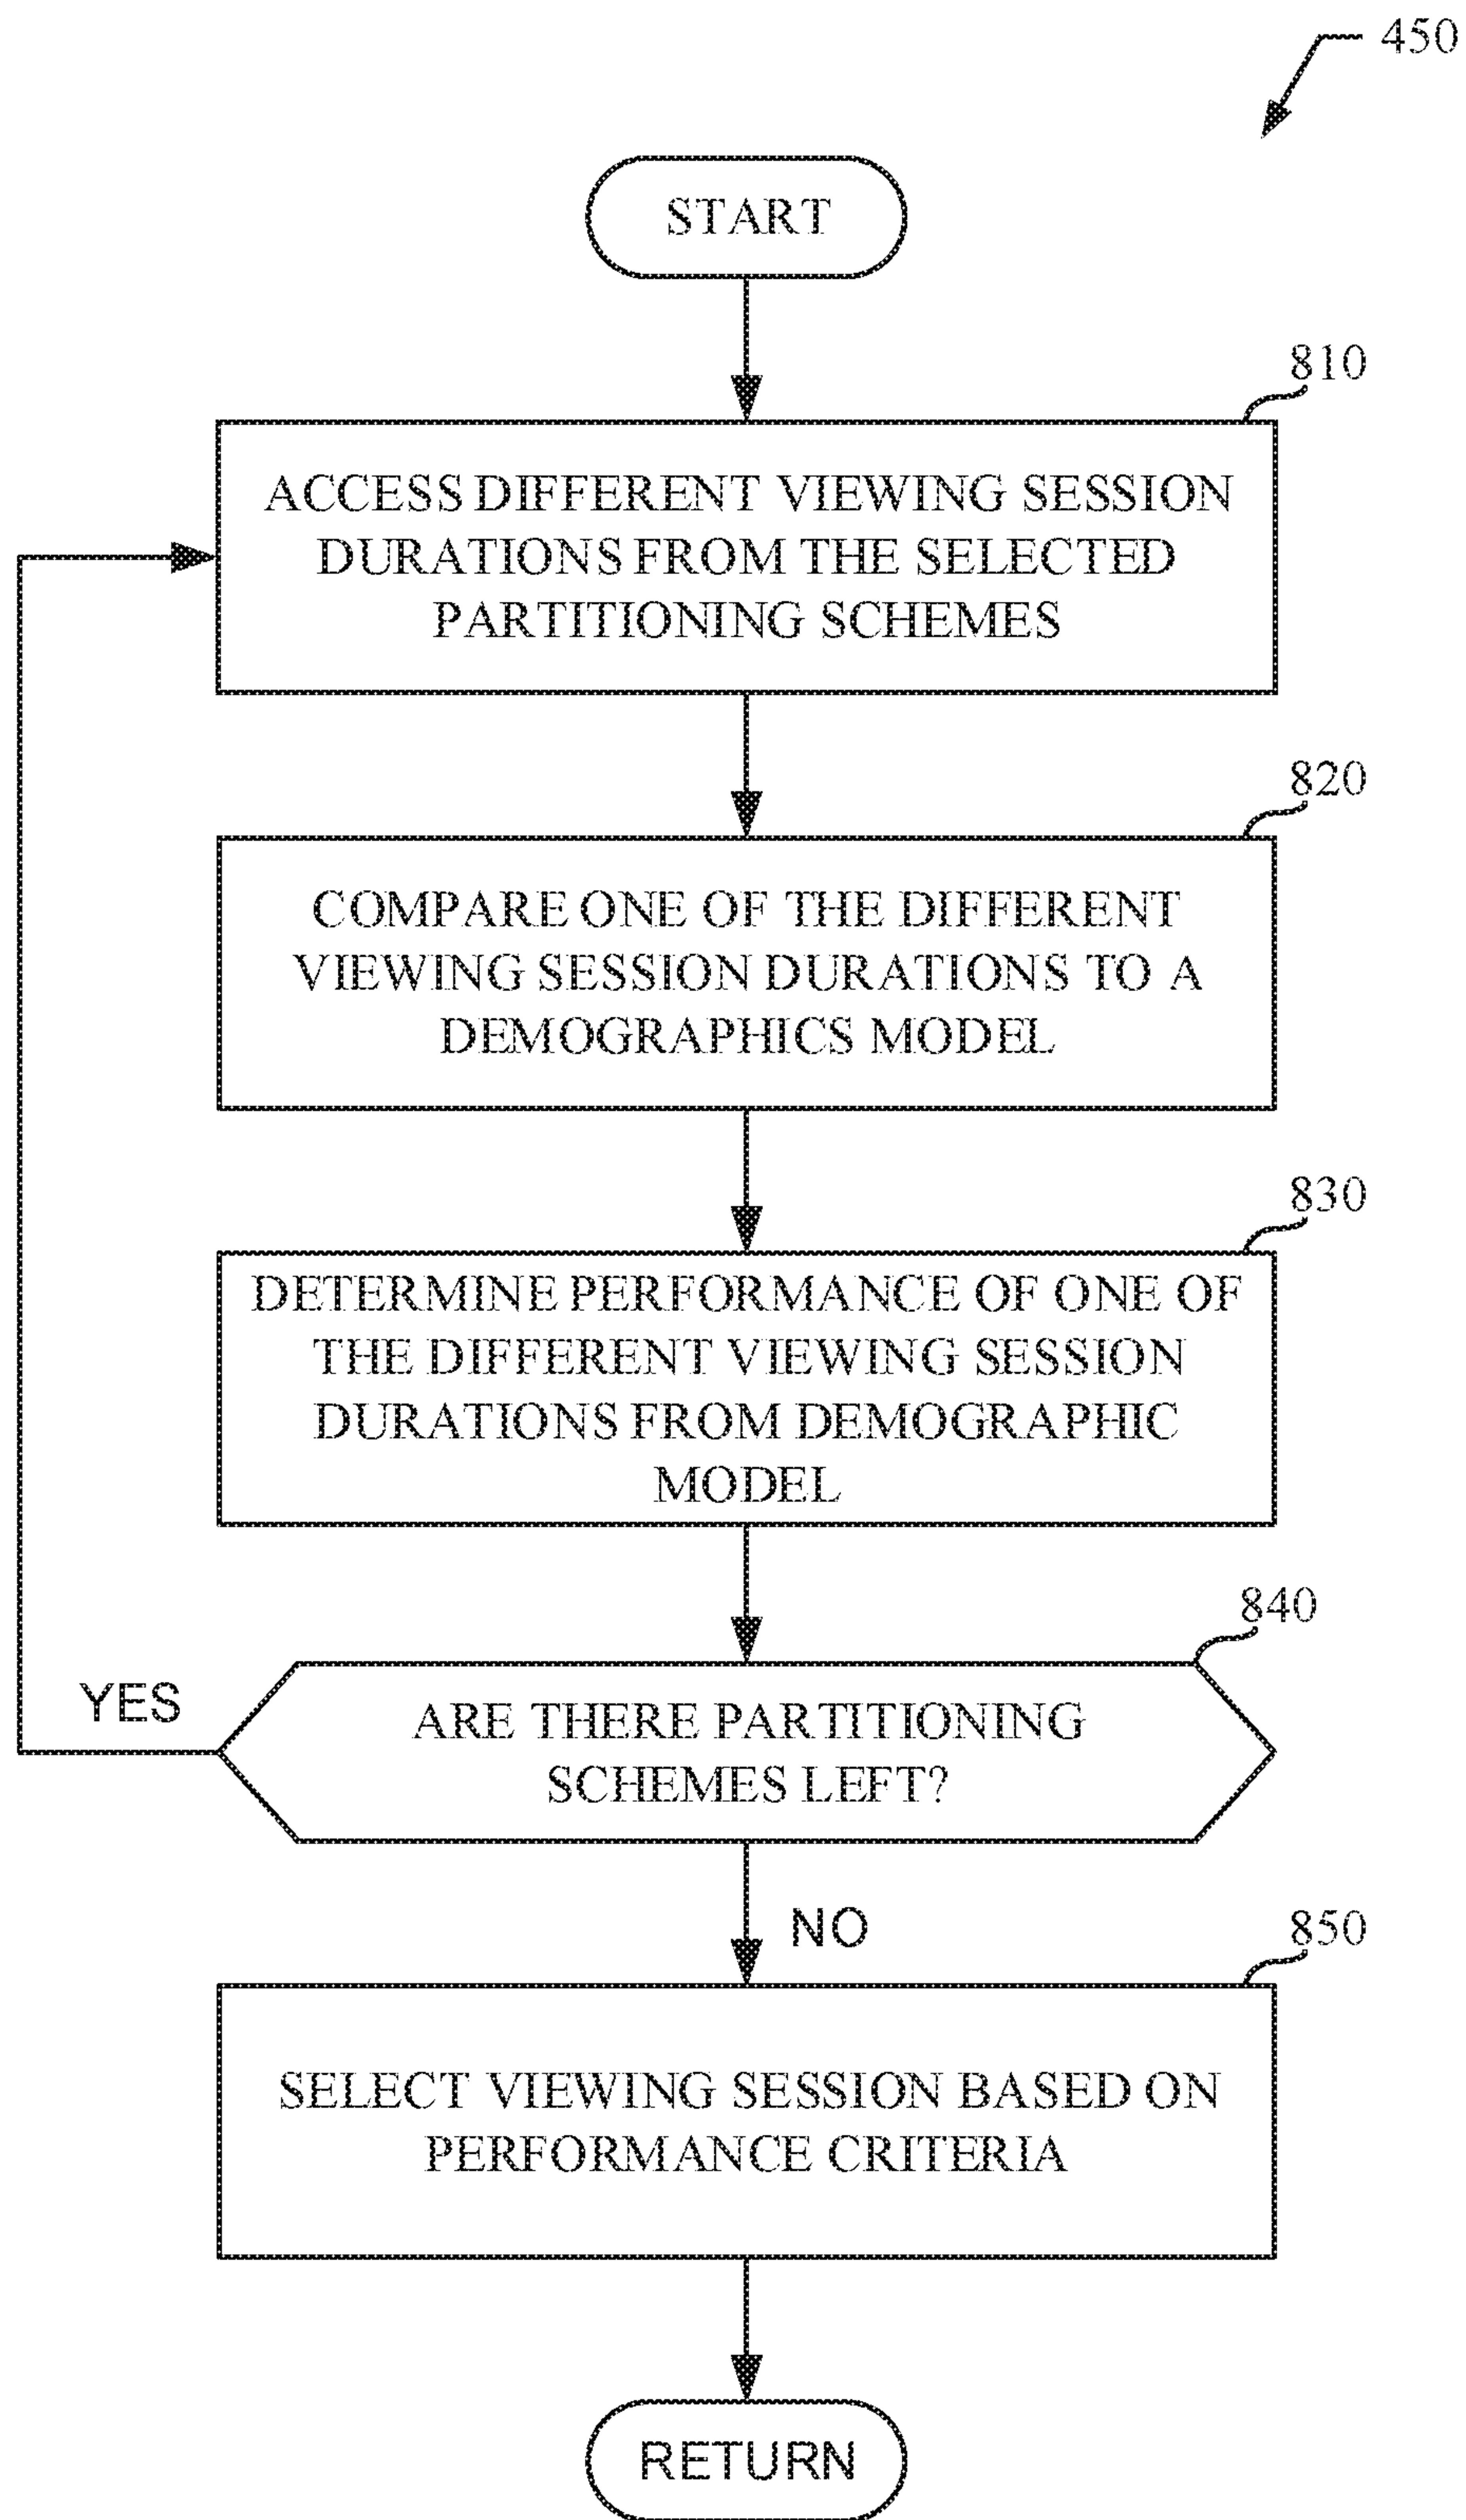 450
START
810
ACCESS DIFFERENT VIEWING SESSION
DURATIONS FROM THE SELECTED
PARTITIONING SCHEMES
820
COMPARE ONE OF THE DIFFERENT
VIEWING SESSION DURATIONS TO A
DEMOGRAPHICS MODEL
830
DETERMINE PERFORMANCE OF ONE OF
THE DIFFERENT VIEWING SESSION
DURATIONS FROM DEMOGRAPHIC
MODEL
840
YES
ARE THERE PARTITIONING
SCHEMES LEFT?
NO
850
SELECT VIEWING SESSION BASED ON
PERFORMANCE CRITERIA
RETURN